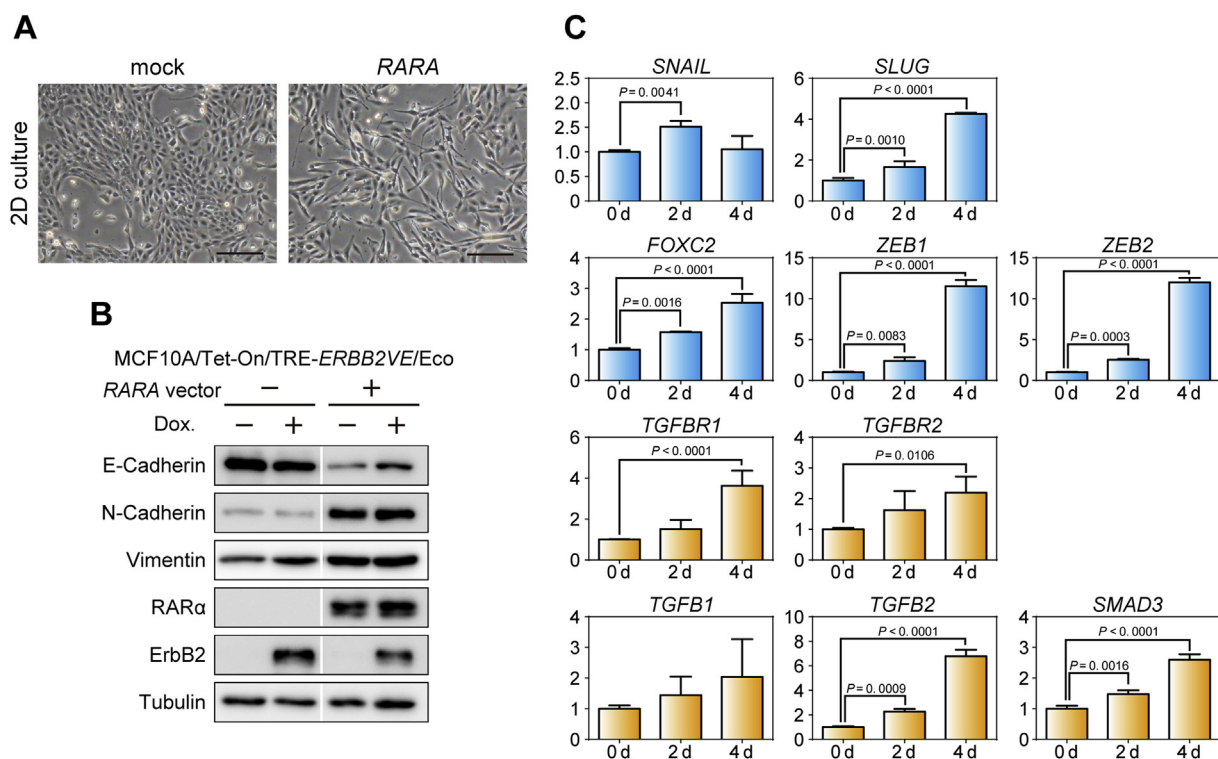 A
mock
RARA
2D culture
B
MCF10A/Tet-On/TRE-ERBB2VE/Eco
RARA vector − +
Dox. − + − +
E-Cadherin
N-Cadherin
Vimentin
RARα
ErbB2
Tubulin
C
SNAIL
2.5
2.0
1.5
1.0
0.5
0
P = 0.0041
0 d 2 d 4 d
SLUG
6
4
2
0
P < 0.0001
P = 0.0010
0 d 2 d 4 d
FOXC2
4
3
2
1
0
P < 0.0001
P = 0.0016
0 d 2 d 4 d
ZEB1
15
10
5
0
P < 0.0001
P = 0.0083
0 d 2 d 4 d
ZEB2
15
10
5
0
P < 0.0001
P = 0.0003
0 d 2 d 4 d
TGFBR1
6
4
2
0
P < 0.0001
0 d 2 d 4 d
TGFBR2
4
3
2
1
0
P = 0.0106
0 d 2 d 4 d
TGFB1
4
3
2
1
0
0 d 2 d 4 d
TGFB2
10
8
6
4
2
0
P < 0.0001
P = 0.0009
0 d 2 d 4 d
SMAD3
4
3
2
1
0
P < 0.0001
P = 0.0016
0 d 2 d 4 d